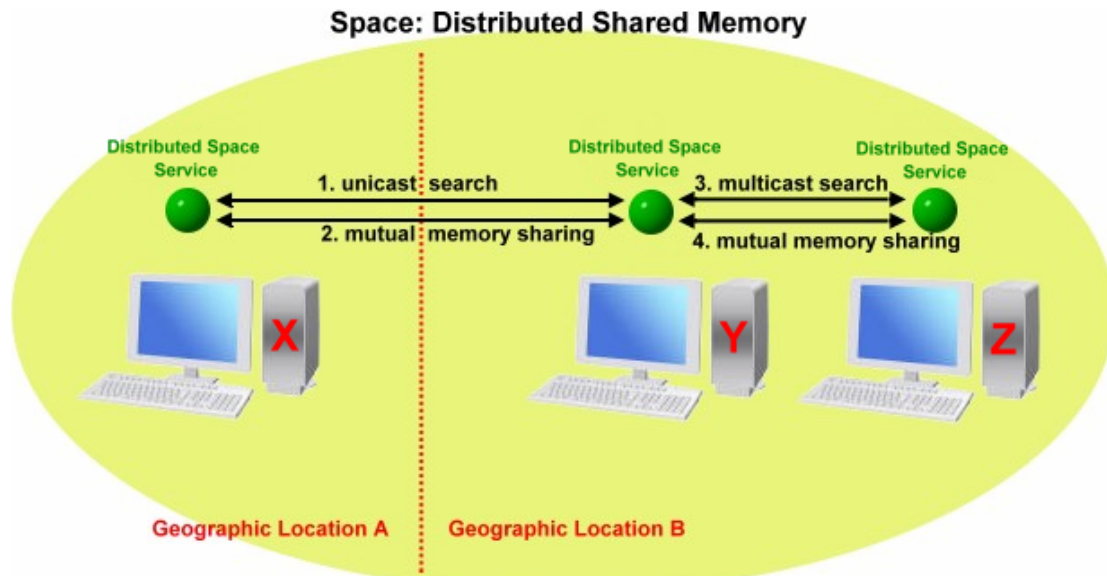 Space: Distributed Shared Memory
Distributed Space
Service
Distributed Space
Service
Distributed Space
Service
1. unicast search
2. mutual memory sharing
3. multicast search
4. mutual memory sharing
X
Y
Z
Geographic Location A
Geographic Location B